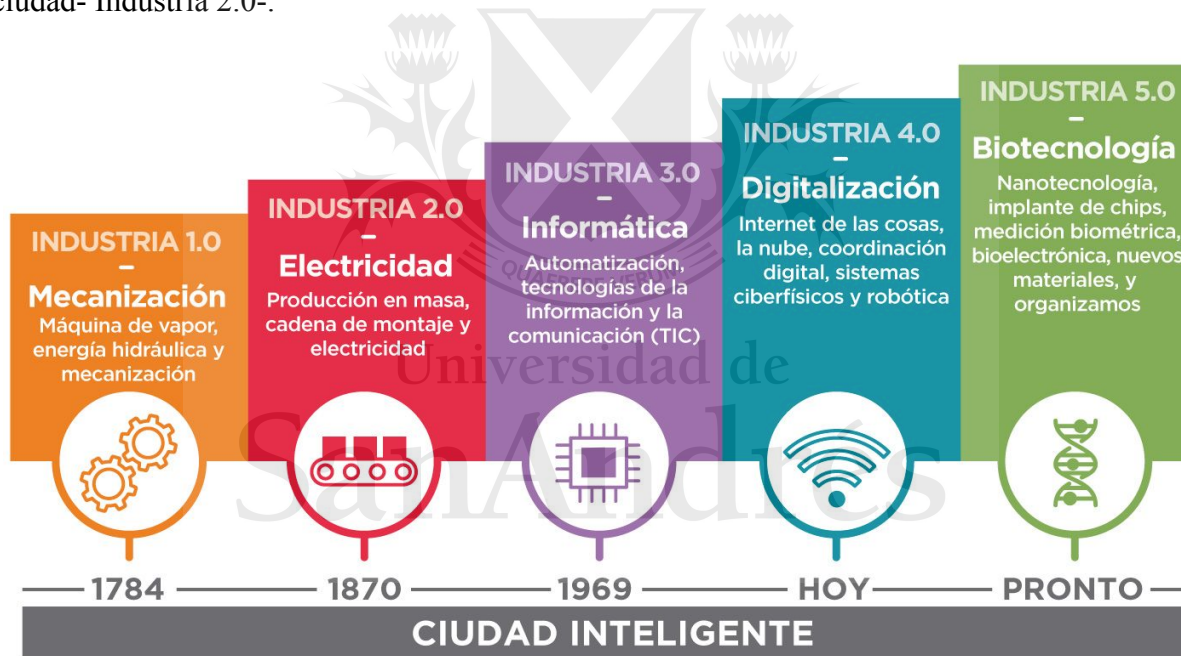 ciudad- Industria 2.0-.
INDUSTRIA 1.0
–
Mecanización
Máquina de vapor,
energía hidráulica y
mecanización
INDUSTRIA 2.0
–
Electricidad
Producción en masa,
cadena de montaje y
electricidad
INDUSTRIA 3.0
–
Informática
Automatización,
tecnologías de la
información y la
comunicación (TIC)
INDUSTRIA 4.0
–
Digitalización
Internet de las cosas,
la nube, coordinación
digital, sistemas
ciberfísicos y robótica
INDUSTRIA 5.0
–
Biotecnología
Nanotecnología,
implante de chips,
medición biométrica,
bioelectrónica, nuevos
materiales, y
organizamos
Universidad de
SanAndrés
1784
1870
1969
HOY
PRONTO
CIUDAD INTELIGENTE